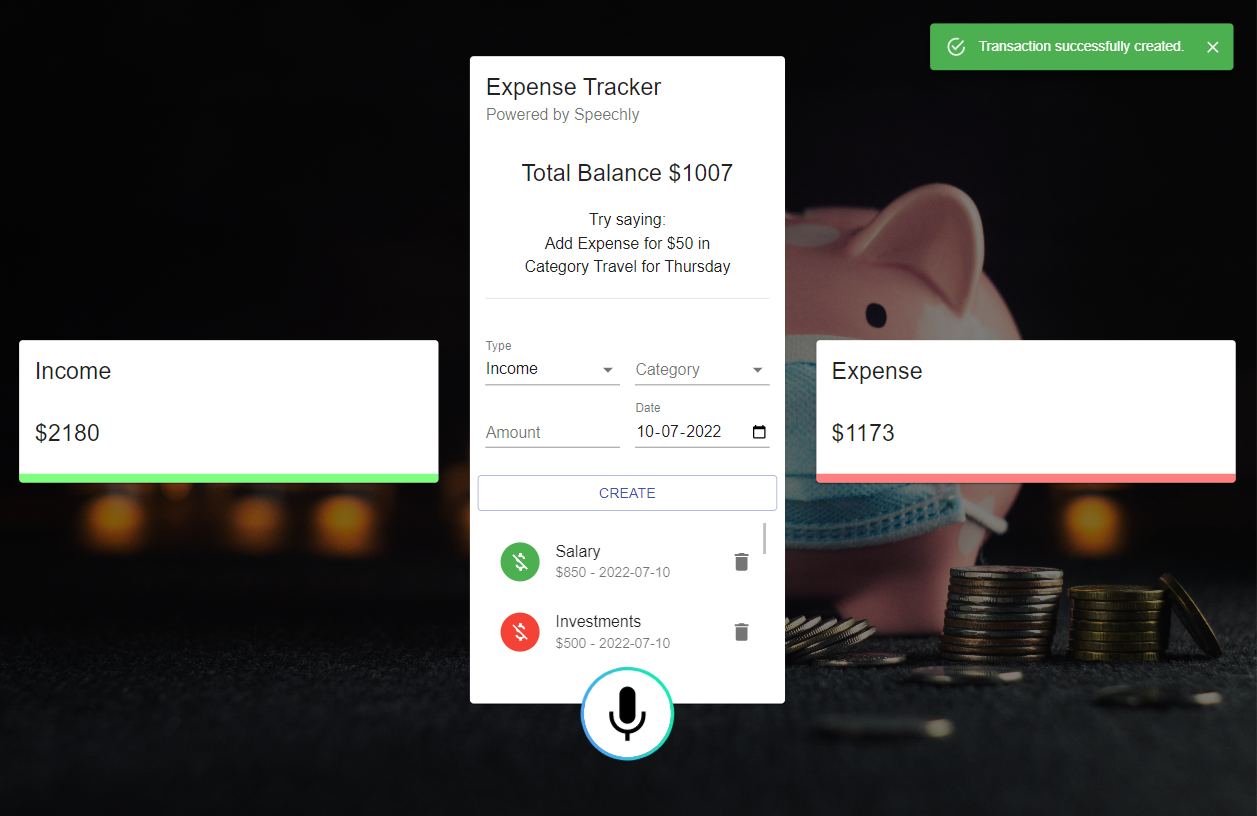 Transaction successfully created.
Expense Tracker
Powered by Speechly
Total Balance $1007
Try saying:
Add Expense for $50 in
Category Travel for Thursday
Income
$2180
Expense
$1173
Type
Income
Category
Amount
Date
10-07-2022
CREATE
Salary
$850 - 2022-07-10
Investments
$500 - 2022-07-10